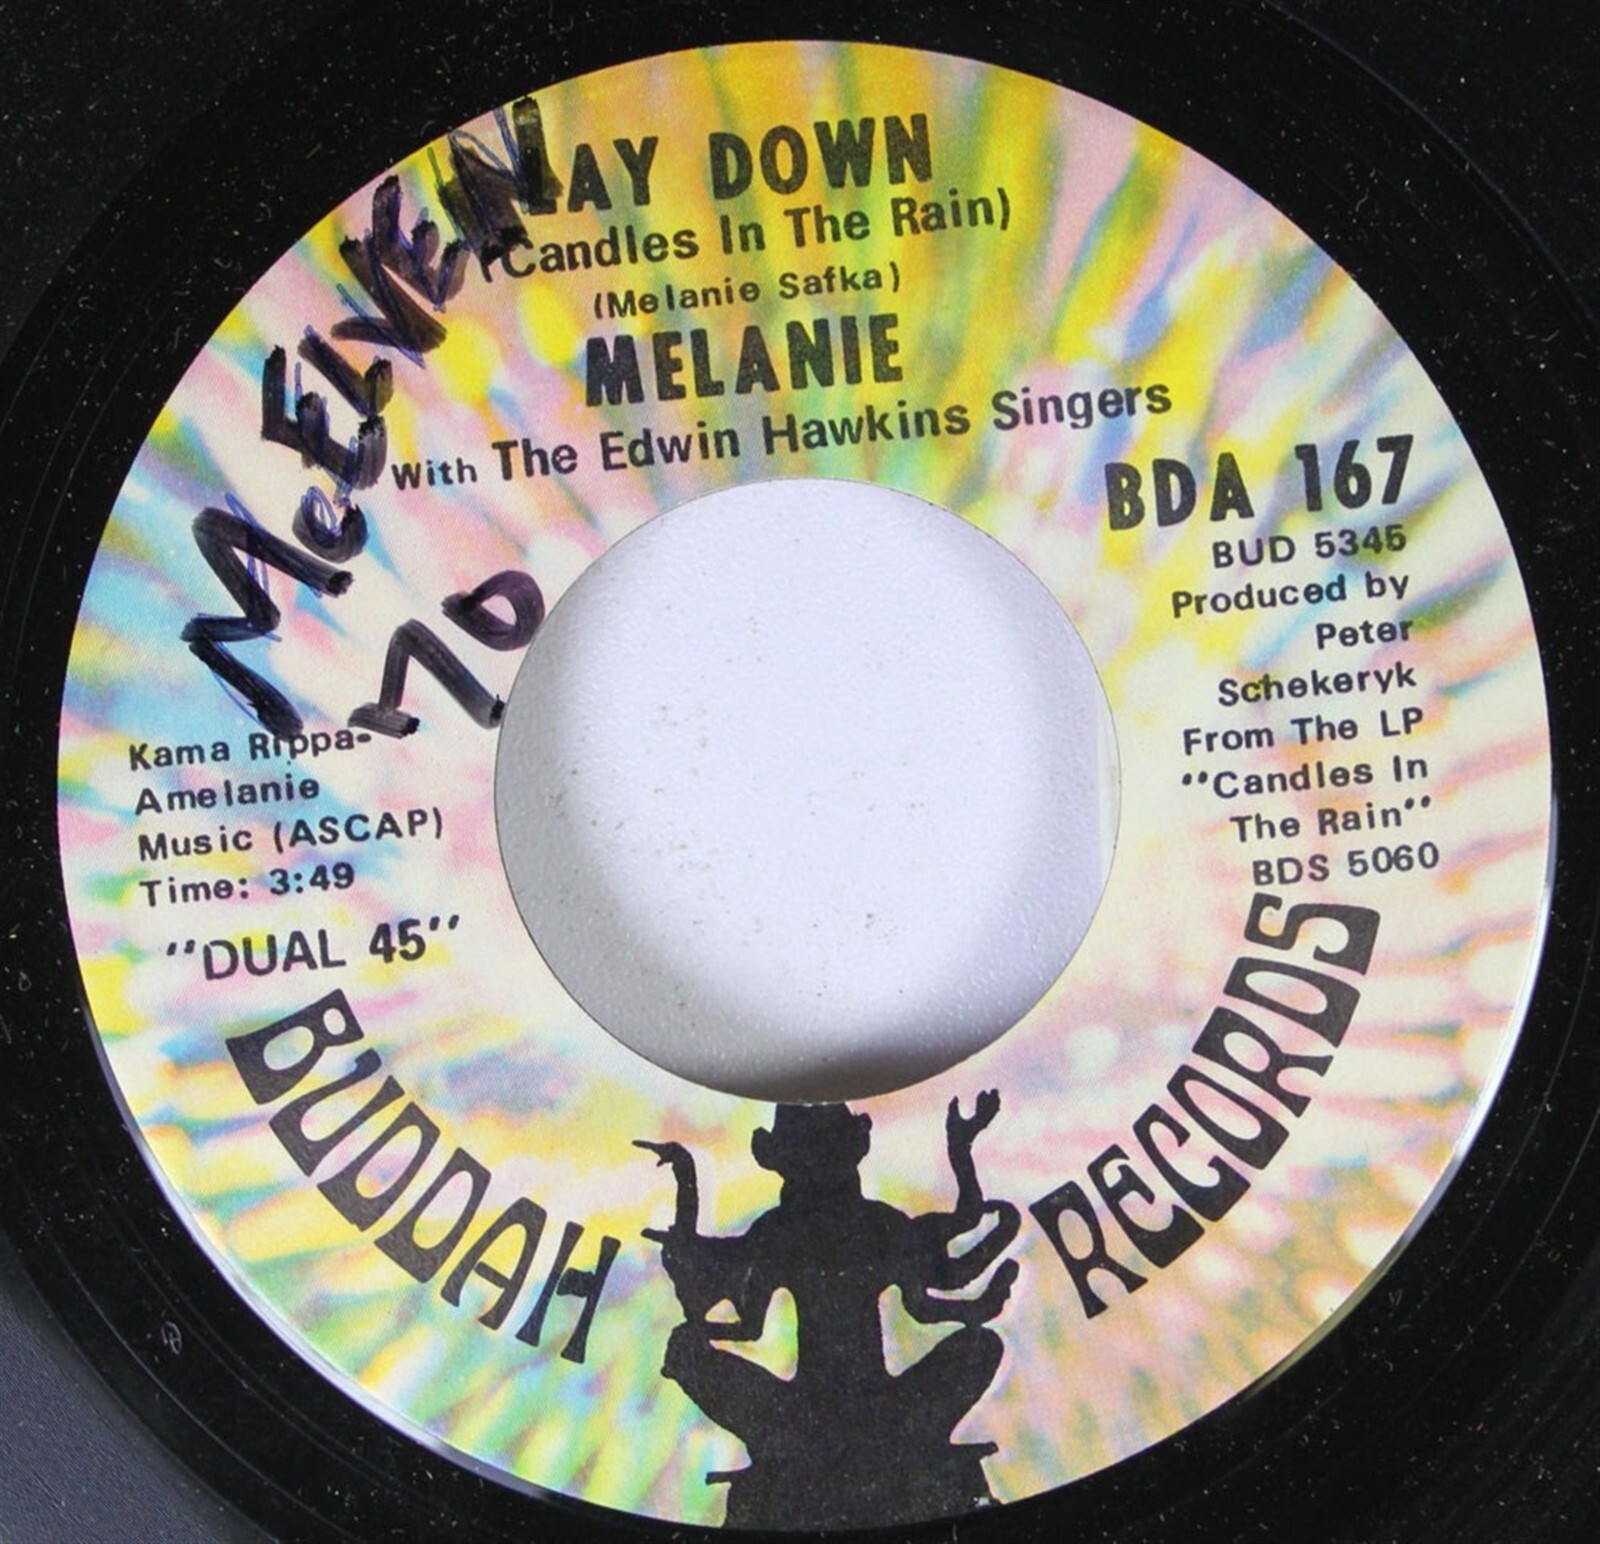 LAY DOWN
(Candles In The Rain)
(Melanie Safka)
MELANIE
With The Edwin Hawkins Singers
McELVEN
70
BDA 167
BUD 5345
Produced by
Peter
Schekeryk
From The LP
"Candles In
The Rain"
BDS 5060
Kama Rippa-
Amelanie
Music (ASCAP)
Time: 3:49
"DUAL 45"
BUDDAH RECORDS